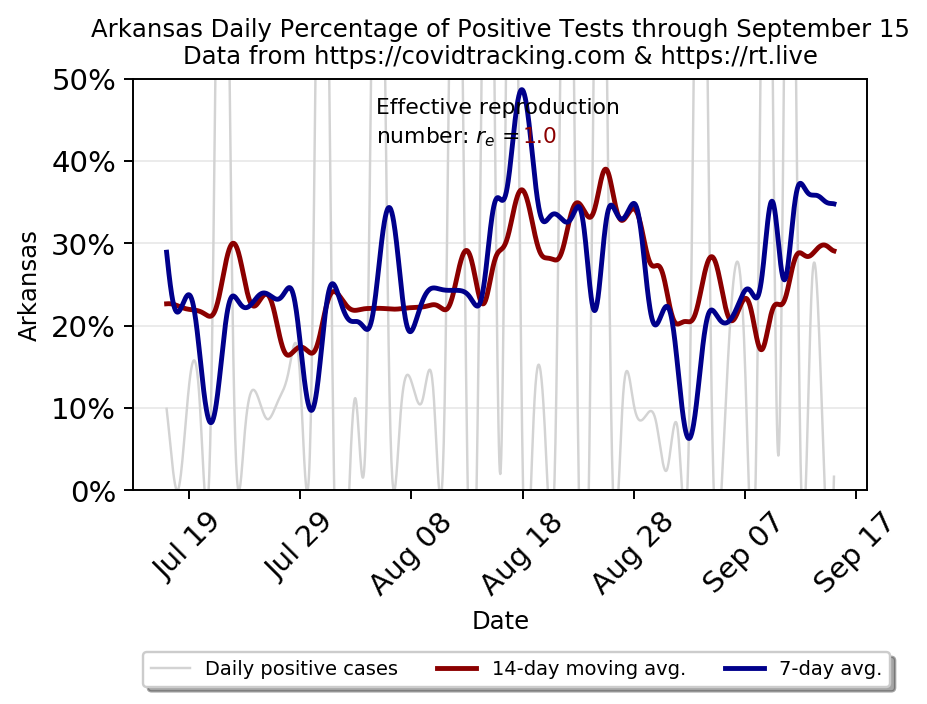 Arkansas Daily Percentage of Positive Tests through September 15
Data from https://covidtracking.com & https://rt.live
50%
40%
30%
20%
10%
0%
Arkansas
Effective reproduction
number: rₑ = 1.0
Jul 19
Jul 29
Aug 08
Aug 18
Aug 28
Sep 07
Sep 17
Date
Daily positive cases
14-day moving avg.
7-day avg.